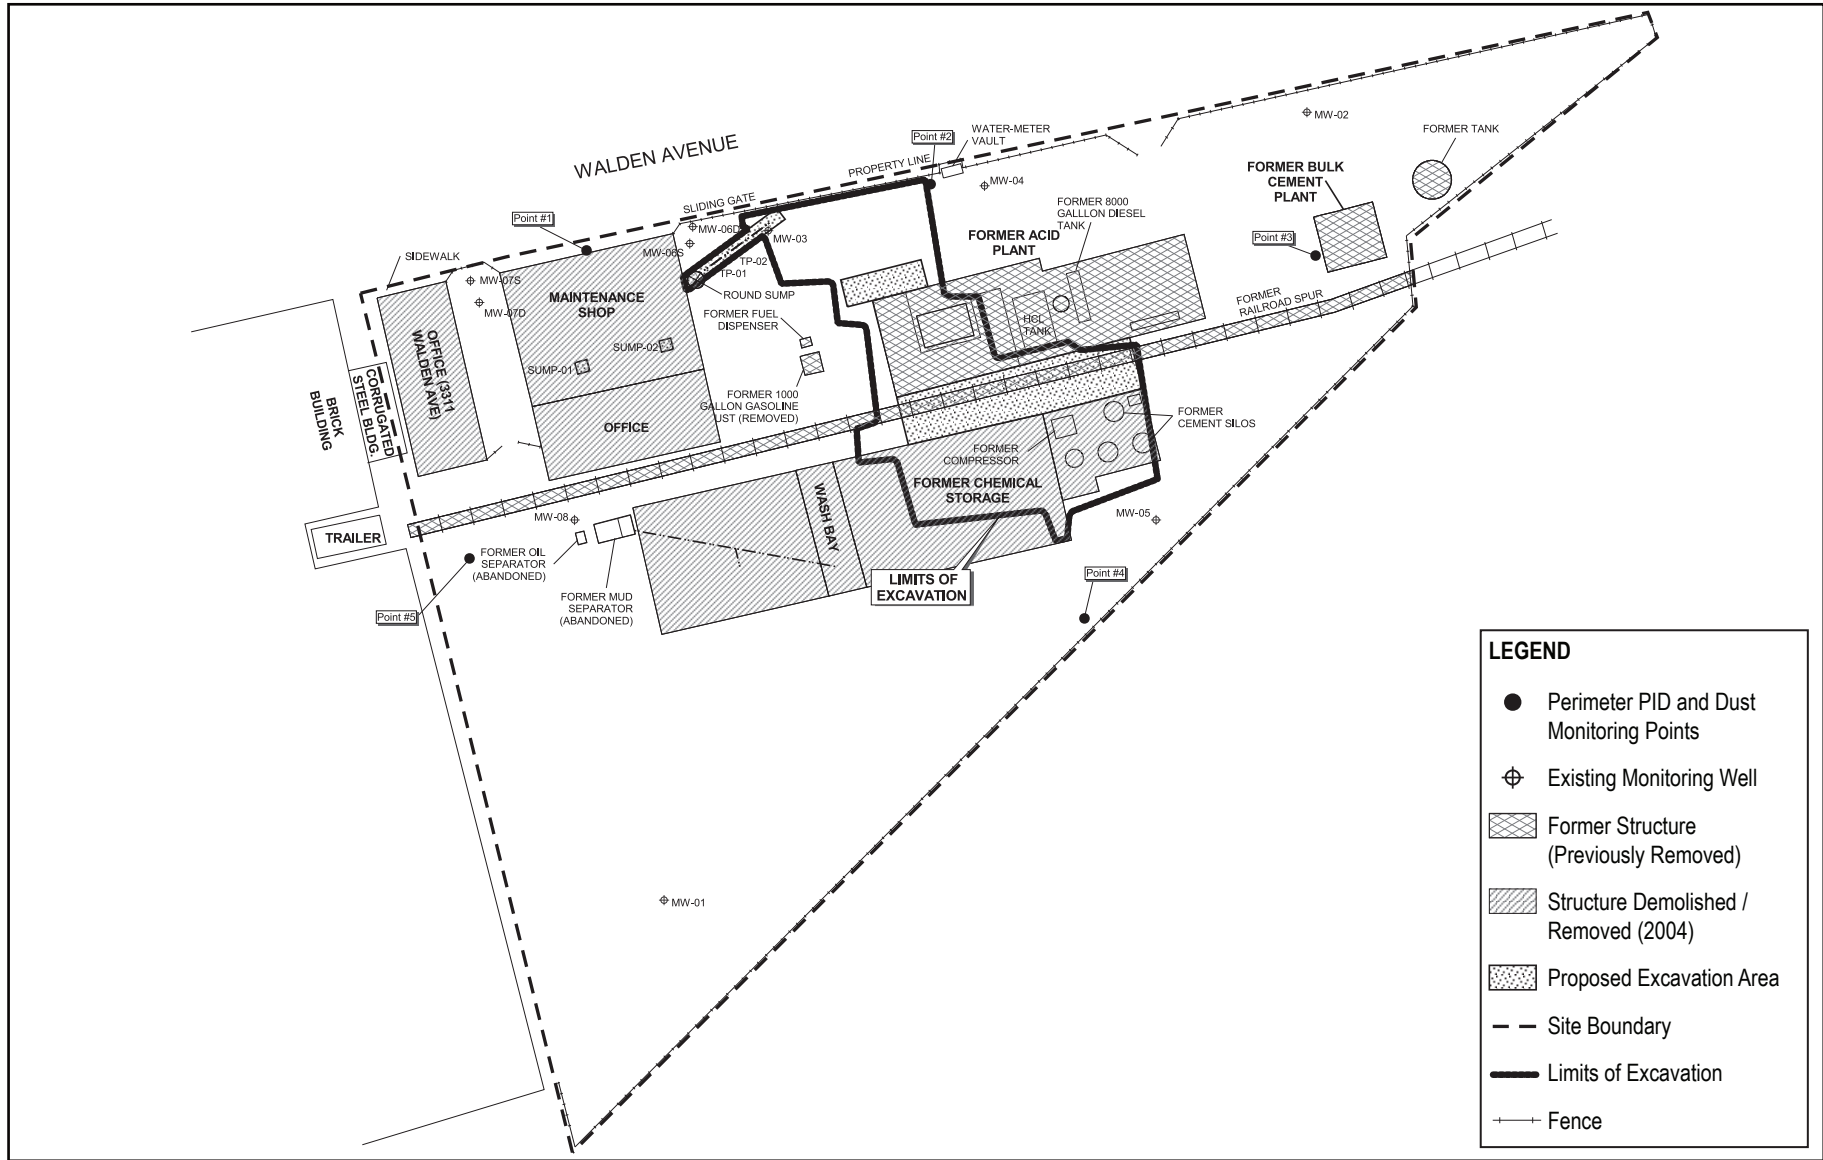 WALDEN AVENUE
Point #2
WATER-METER
VAULT
PROPERTY LINE
MW-04
MW-02
FORMER TANK
FORMER BULK
CEMENT
PLANT
Point #3
SLIDING GATE
Point #1
MW-06D
MW-03
MW-06S
TP-02
TP-01
ROUND SUMP
FORMER 8000
GALLLON DIESEL
TANK
FORMER ACID
PLANT
HCL
TANK
FORMER
RAILROAD SPUR
SIDEWALK
MW-07S
MW-07D
MAINTENANCE
SHOP
FORMER FUEL
DISPENSER
SUMP-02
SUMP-01
OFFICE (3311
WALDEN AVE)
CORRUGATED
STEEL BLDG.
BRICK
BUILDING
FORMER 1000
GALLON GASOLINE
UST (REMOVED)
OFFICE
FORMER
CEMENT SILOS
FORMER
COMPRESSOR
FORMER CHEMICAL
STORAGE
WASH BAY
MW-05
MW-08
TRAILER
FORMER OIL
SEPARATOR
(ABANDONED)
FORMER MUD
SEPARATOR
(ABANDONED)
LIMITS OF
EXCAVATION
Point #4
Point #5
MW-01
LEGEND
Perimeter PID and Dust
Monitoring Points
Existing Monitoring Well
Former Structure
(Previously Removed)
Structure Demolished /
Removed (2004)
Proposed Excavation Area
Site Boundary
Limits of Excavation
Fence